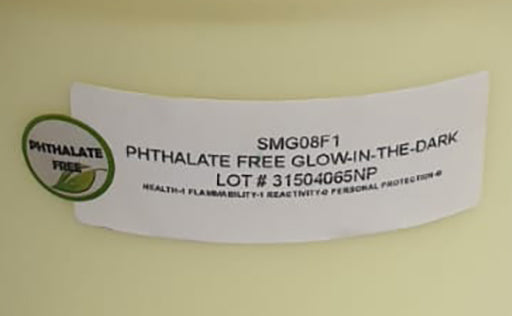 PHTHALATE
FREE
SMG08F1
PHTHALATE FREE GLOW-IN-THE-DARK
LOT # 31504065NP
HEALTH-1 FLAMMABILITY-1 REACTIVITY-0 PERSONAL PROTECTION-B